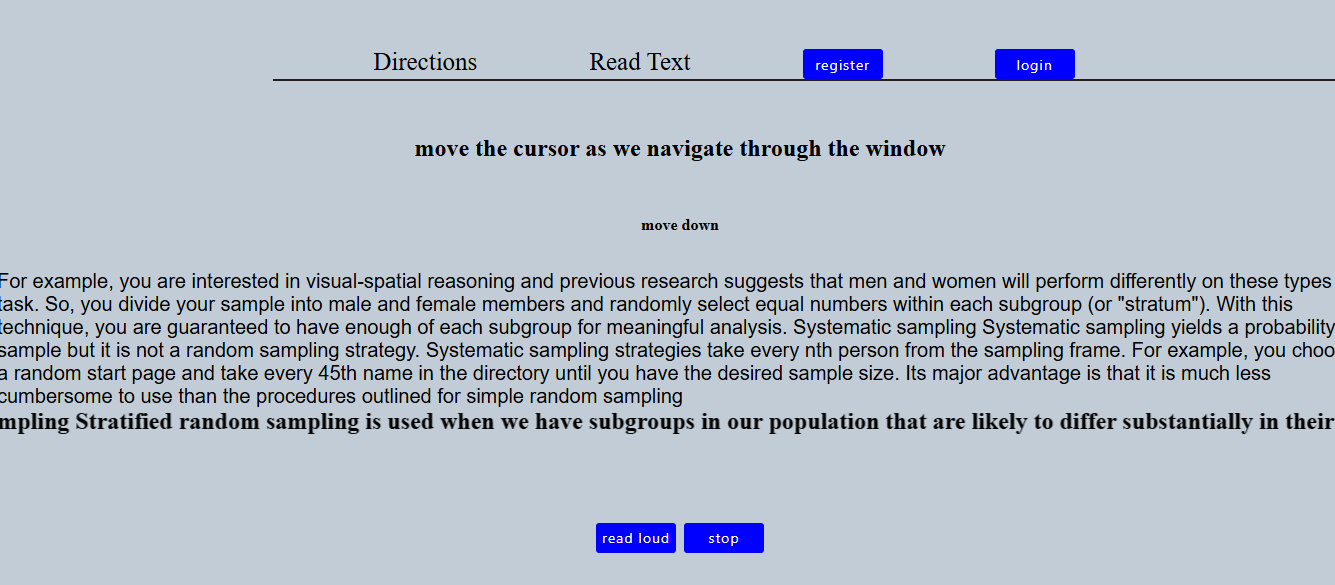 Directions Read Text register login
move the cursor as we navigate through the window
move down
For example, you are interested in visual-spatial reasoning and previous research suggests that men and women will perform differently on these types
task. So, you divide your sample into male and female members and randomly select equal numbers within each subgroup (or "stratum"). With this
technique, you are guaranteed to have enough of each subgroup for meaningful analysis. Systematic sampling Systematic sampling yields a probability
sample but it is not a random sampling strategy. Systematic sampling strategies take every nth person from the sampling frame. For example, you choo
a random start page and take every 45th name in the directory until you have the desired sample size. Its major advantage is that it is much less
cumbersome to use than the procedures outlined for simple random sampling
mpling Stratified random sampling is used when we have subgroups in our population that are likely to differ substantially in their
read loud stop